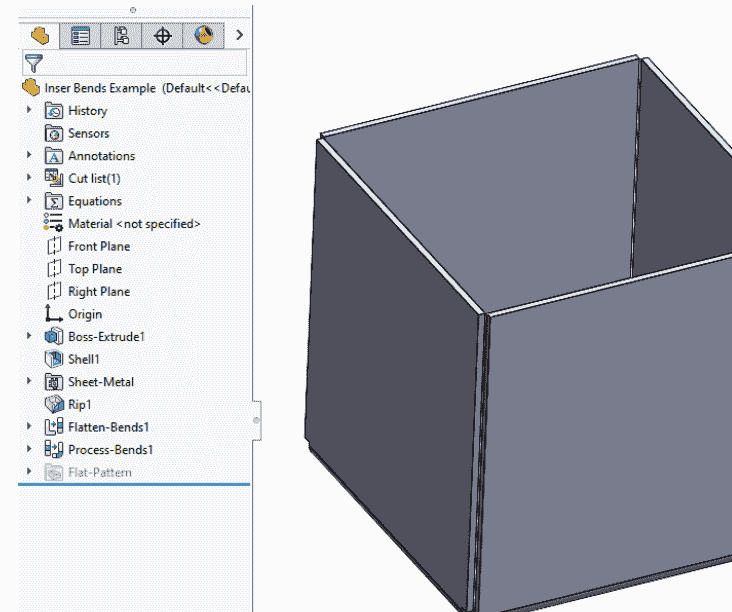 Inser Bends Example (Default<<Defau
History
Sensors
A Annotations
Cut list(1)
Σ Equations
Material <not specified>
Front Plane
Top Plane
Right Plane
Origin
Boss-Extrude1
Shell1
Sheet-Metal
Rip1
Flatten-Bends1
Process-Bends1
Flat-Pattern